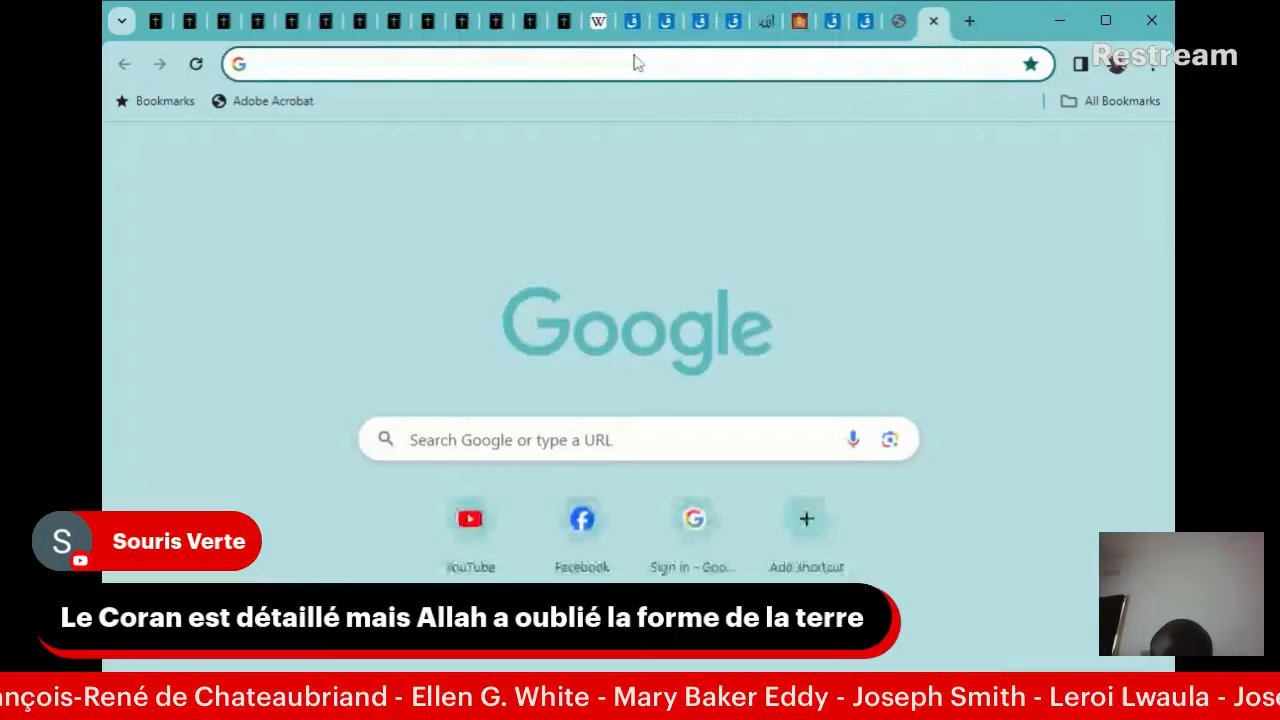 W
Restream
Bookmarks
Adobe Acrobat
All Bookmarks
Google
Search Google or type a URL
YouTube
Facebook
Sign in - Goo...
Add shortcut
S
Souris Verte
Le Coran est détaillé mais Allah a oublié la forme de la terre
nçois-René de Chateaubriand - Ellen G. White - Mary Baker Eddy - Joseph Smith - Leroi Lwaula - Jos